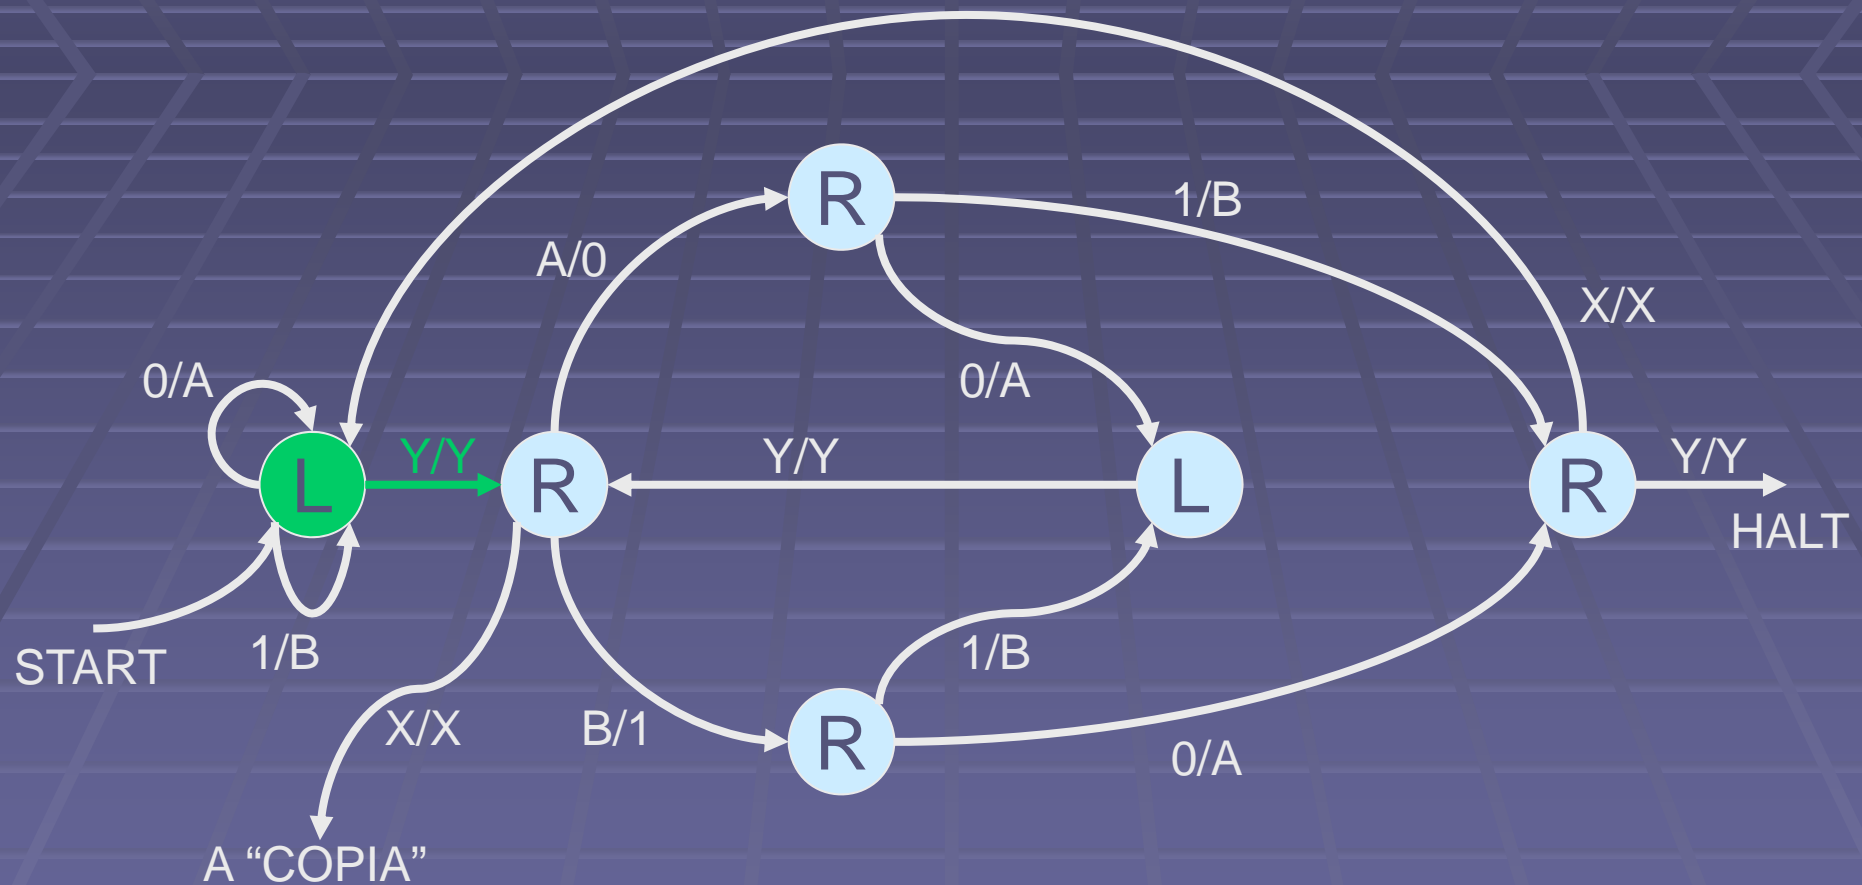 R
1/B
A/0
X/X
0/A
0/A
L
Y/Y
R
Y/Y
L
R
Y/Y
HALT
START
1/B
1/B
X/X
B/1
R
0/A
A “COPIA”